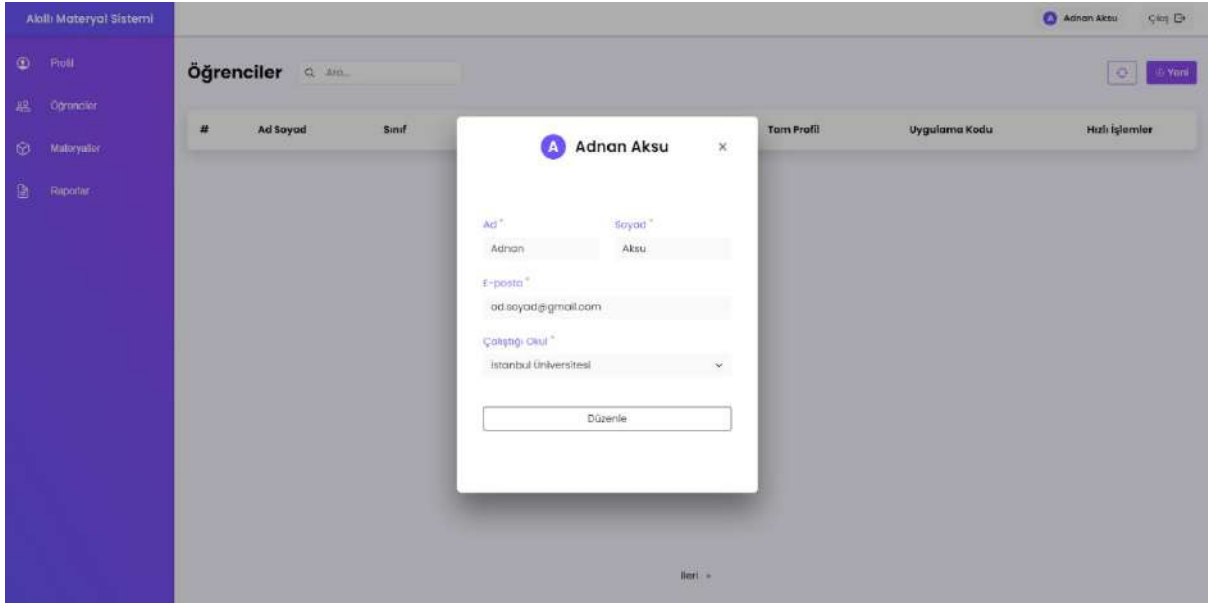 Akıllı Materyal Sistemi
A Adnan Aksu Çıkış
Profil
Öğrenciler Ara... Yeni
Öğrenciler
# Ad Soyad Sınıf Tam Profil Uygulama Kodu Hızlı İşlemler
A Adnan Aksu ×
Materyaller
Raporlar
Ad * Soyad *
Adnan Aksu
E-posta *
ad.soyad@gmail.com
Çalıştığı Okul *
İstanbul Üniversitesi
Düzenle
İleri »